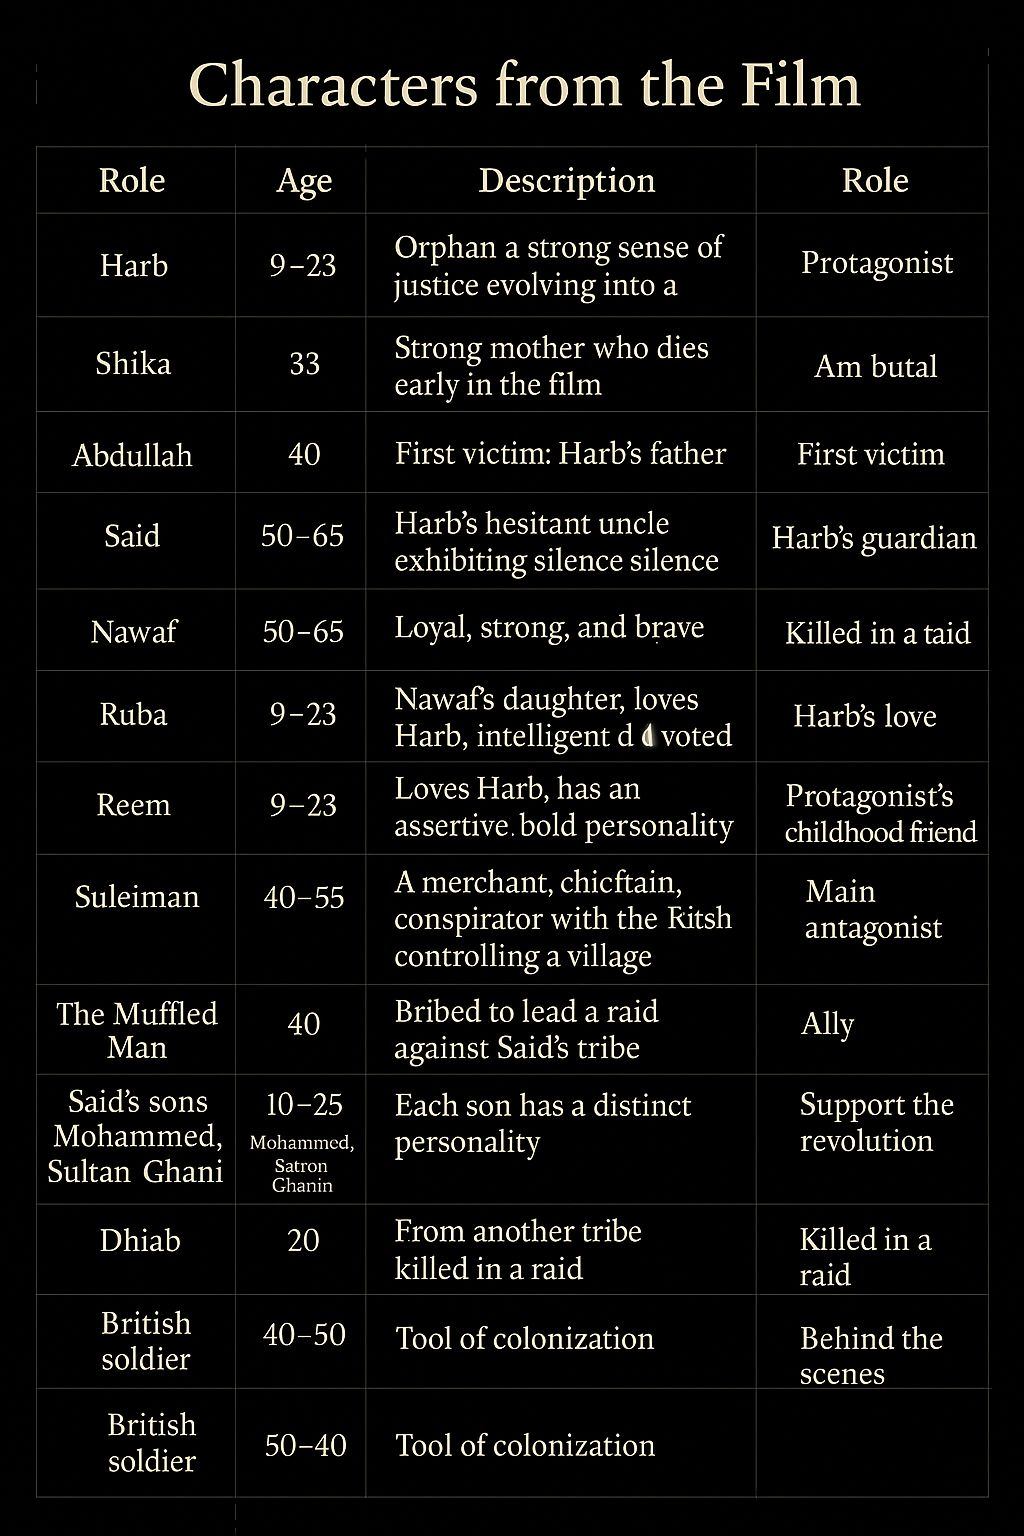 Characters from the Film
Role Age Description Role
Harb 9–23 Orphan a strong sense of Protagonist
justice evolving into a
Shika 33 Strong mother who dies Am butal
early in the film
Abdullah 40 First victim: Harb's father First victim
Said 50–65 Harb's hesitant uncle Harb's guardian
exhibiting silence silence
Nawaf 50–65 Loyal, strong, and brave Killed in a taid
Ruba 9–23 Nawaf's daughter, loves Harb's love
Harb, intelligent d voted
Reem 9–23 Loves Harb, has an Protagonist's
assertive. bold personality childhood friend
Suleiman 40–55 A merchant, chicftain, Main
conspirator with the Ritsh antagonist
controlling a village
The Muffled 40 Bribed to lead a raid Ally
Man against Said's tribe
Said's sons 10–25 Each son has a distinct Support the
Mohammed, Mohammed, personality revolution
Sultan Ghani Satron
Ghanin
Dhiab 20 From another tribe Killed in a
killed in a raid raid
British 40–50 Tool of colonization Behind the
soldier scenes
British 50–40 Tool of colonization
soldier